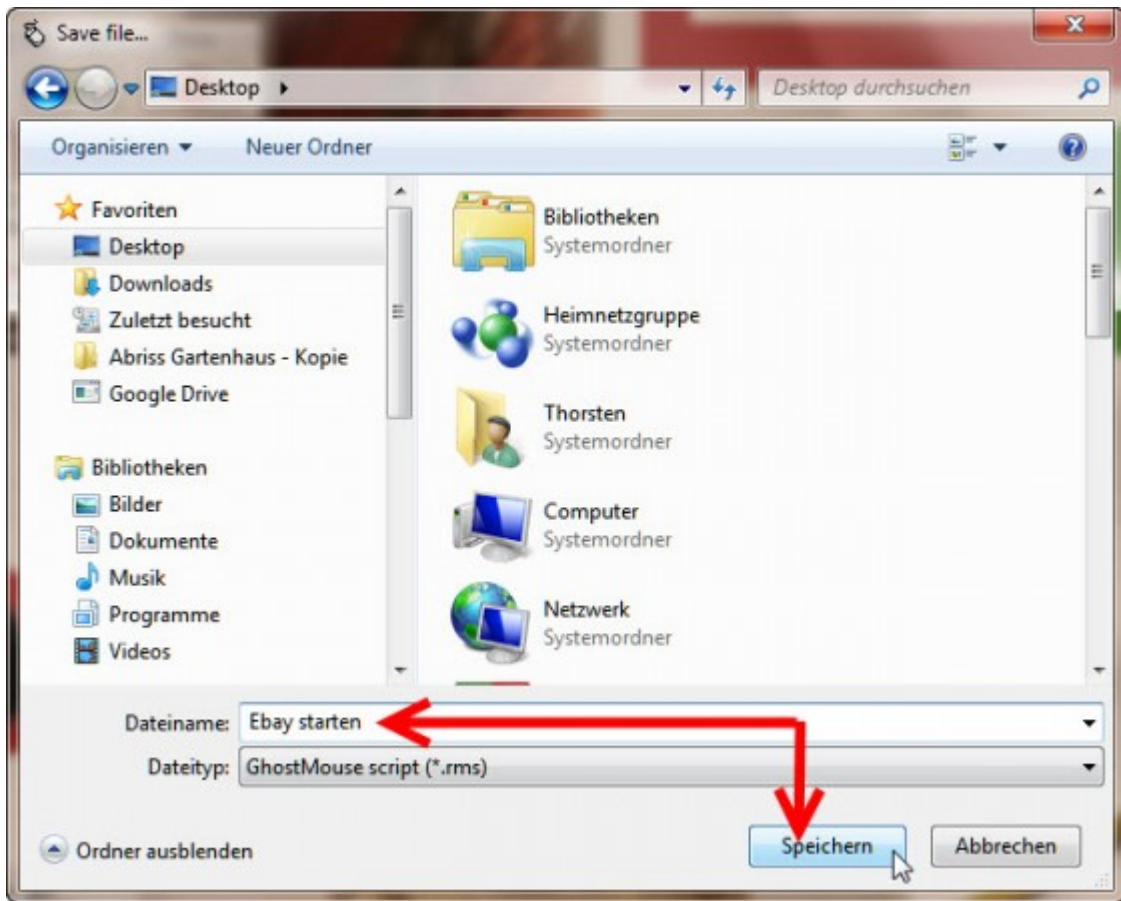 Save file...
Desktop
Desktop durchsuchen
Organisieren
Neuer Ordner
Favoriten
Desktop
Downloads
Zuletzt besucht
Abriss Gartenhaus - Kopie
Google Drive
Bibliotheken
Bilder
Dokumente
Musik
Programme
Videos
Bibliotheken
Systemordner
Heimnetzgruppe
Systemordner
Thorsten
Systemordner
Computer
Systemordner
Netzwerk
Systemordner
Dateiname: Ebay starten
Dateityp: GhostMouse script (*.rms)
Ordner ausblenden
Speichern
Abbrechen